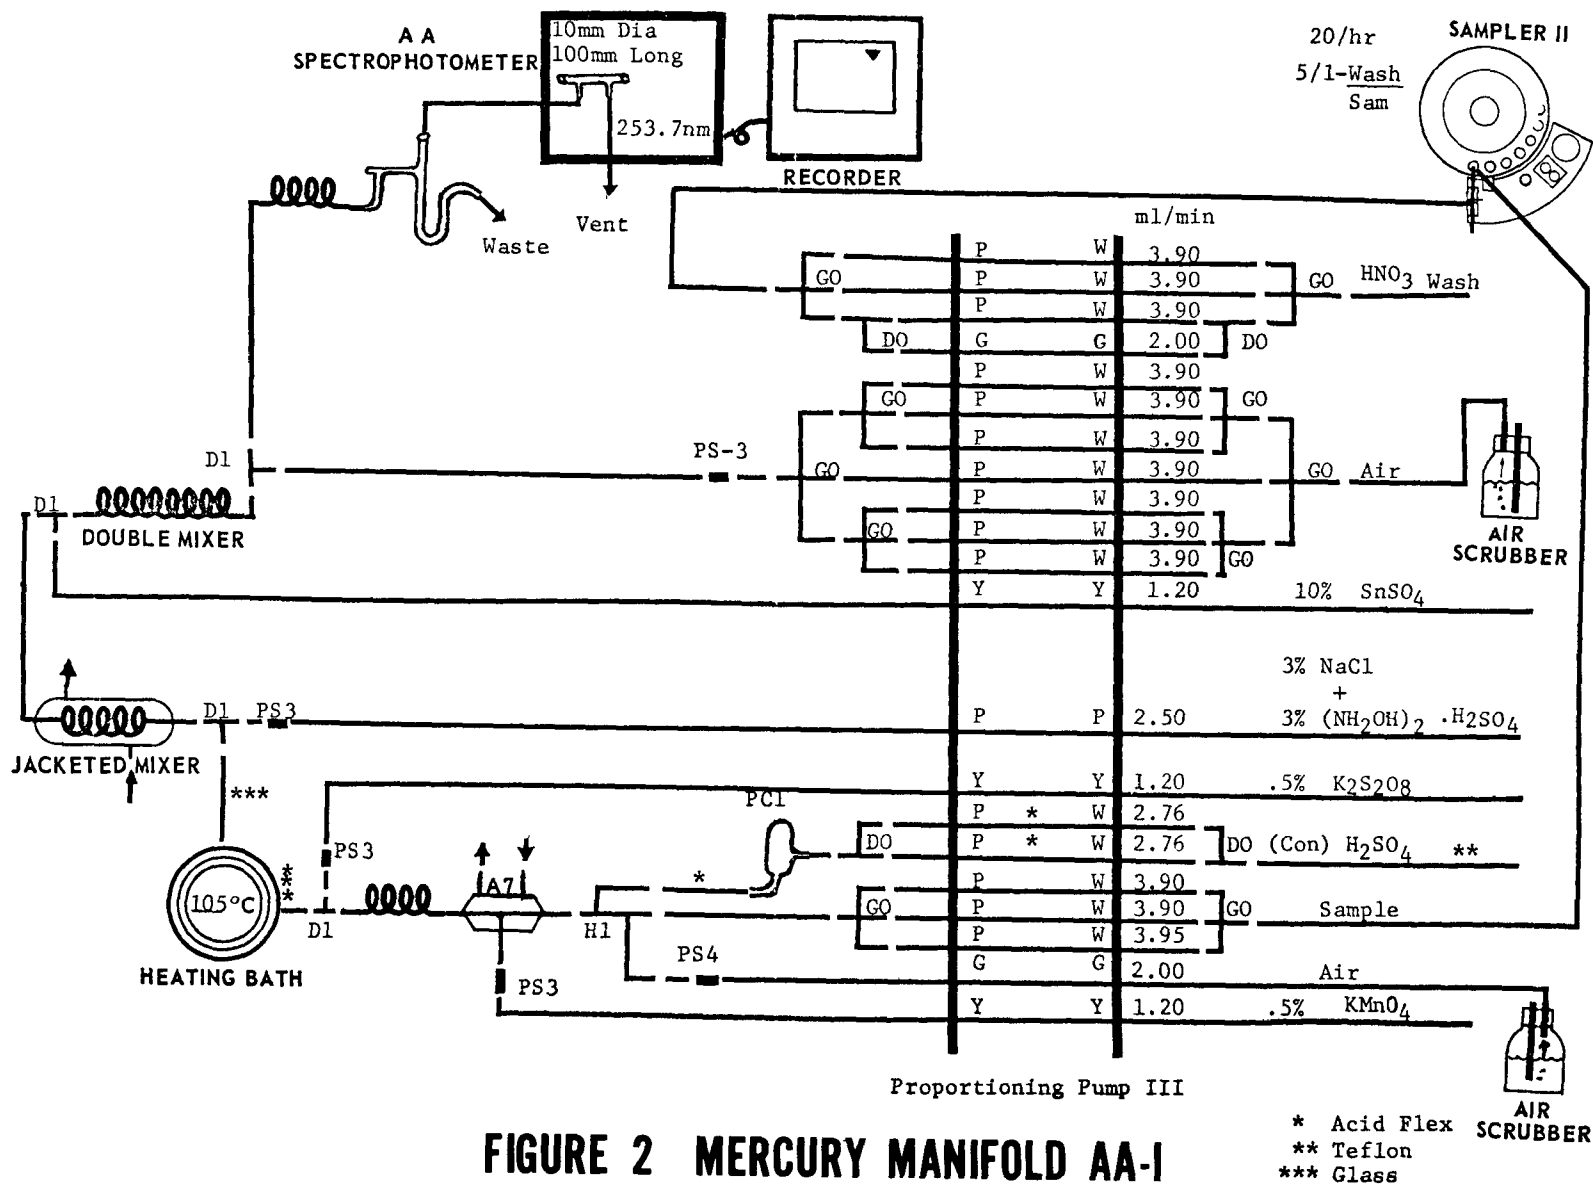 A A
SPECTROPHOTOMETER
10mm Dia
100mm Long
253.7nm
RECORDER
Vent
Waste
20/hr
5/1-Wash
Sam
SAMPLER II
ml/min
P W 3.90
GO P W 3.90 GO HNO3 Wash
P W 3.90
DO G G 2.00 DO
P W 3.90
GO P W 3.90 GO
P W 3.90
D1 PS-3 GO P W 3.90 GO Air
P W 3.90
GO P W 3.90
P W 3.90 GO
AIR
SCRUBBER
D1
DOUBLE MIXER
Y Y 1.20 10% SnSO4
3% NaCl
+
D1 PS3 P P 2.50 3% (NH2OH)2 .H2SO4
JACKETED MIXER
***
Y Y 1.20 .5% K2S2O8
PC1
P * W 2.76
DO P * W 2.76 DO (Con) H2SO4 **
PS3
***
105°C
HEATING BATH
D1
A7
*
H1
P W 3.90
GO P W 3.90 GO Sample
P W 3.95
PS4 G G 2.00 Air
PS3 Y Y 1.20 .5% KMnO4
Proportioning Pump III
AIR
SCRUBBER
* Acid Flex
** Teflon
*** Glass
FIGURE 2 MERCURY MANIFOLD AA-1